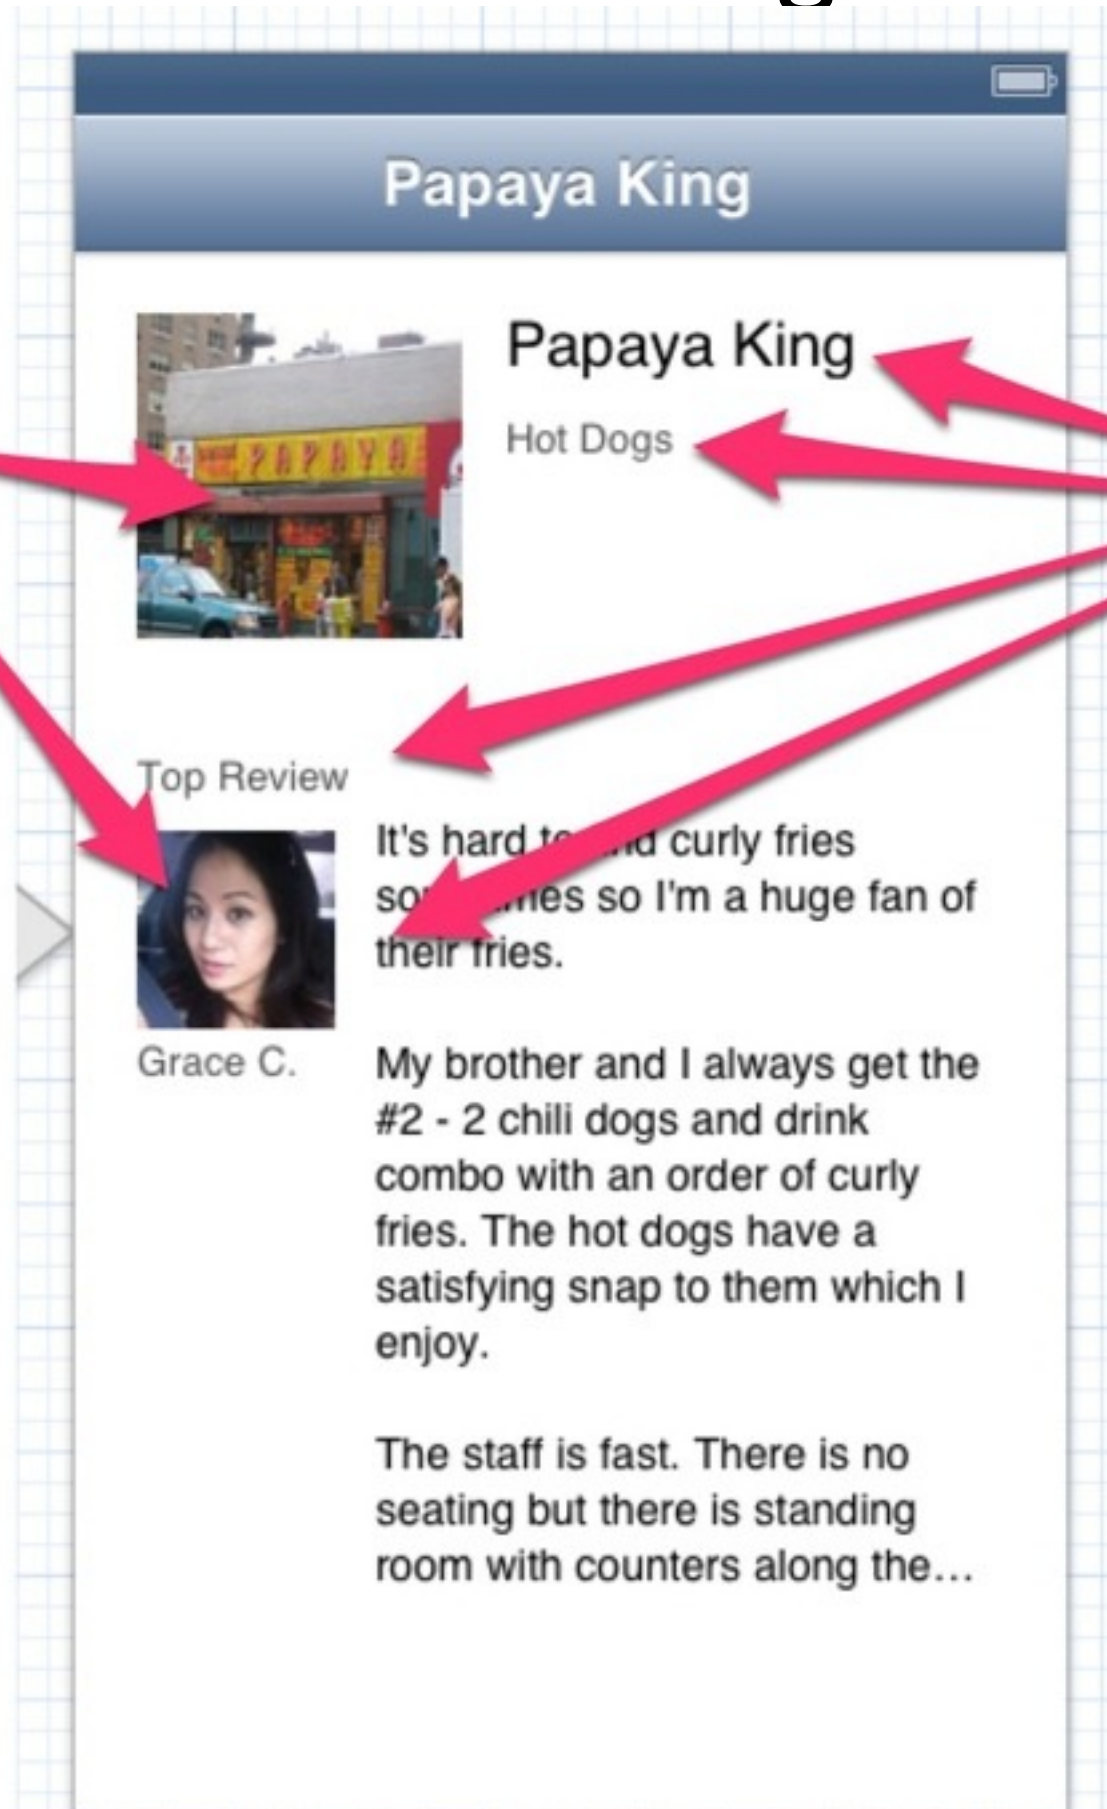 Papaya King
PAPAYA
Papaya King
Hot Dogs
Top Review
It's hard curly fries
so I'm a huge fan of
their fries.
Grace C.
My brother and I always get the
#2 - 2 chili dogs and drink
combo with an order of curly
fries. The hot dogs have a
satisfying snap to them which I
enjoy.
The staff is fast. There is no
seating but there is standing
room with counters along the...